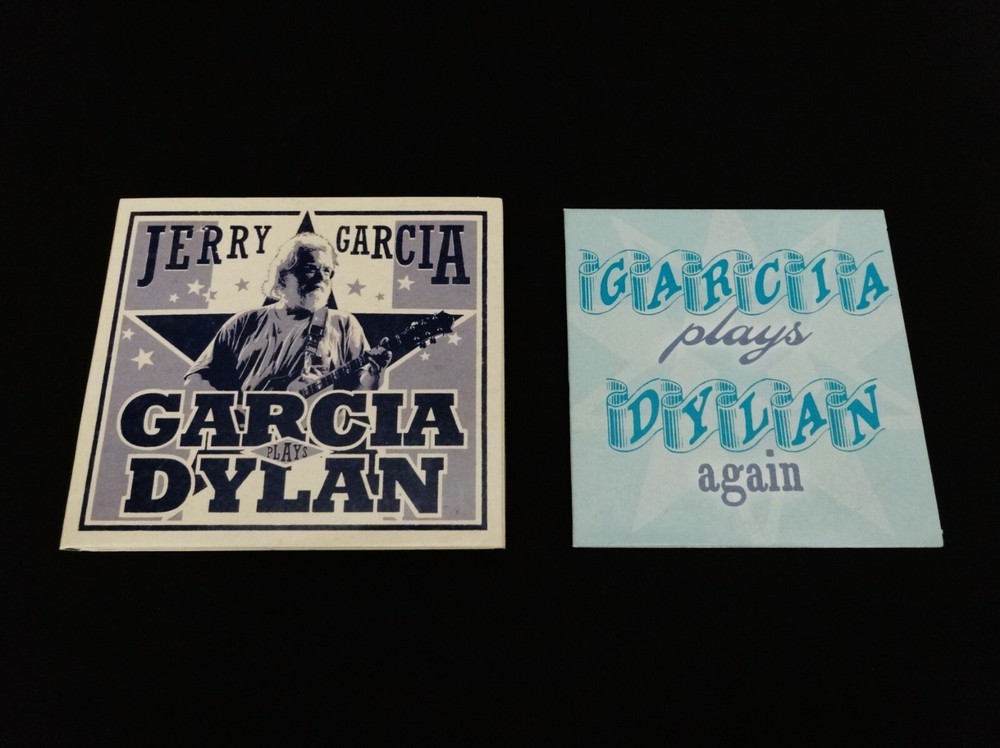 JERRY GARCIA
GARCIA
PLAYS
DYLAN
GARCIA
plays
DYLAN
again